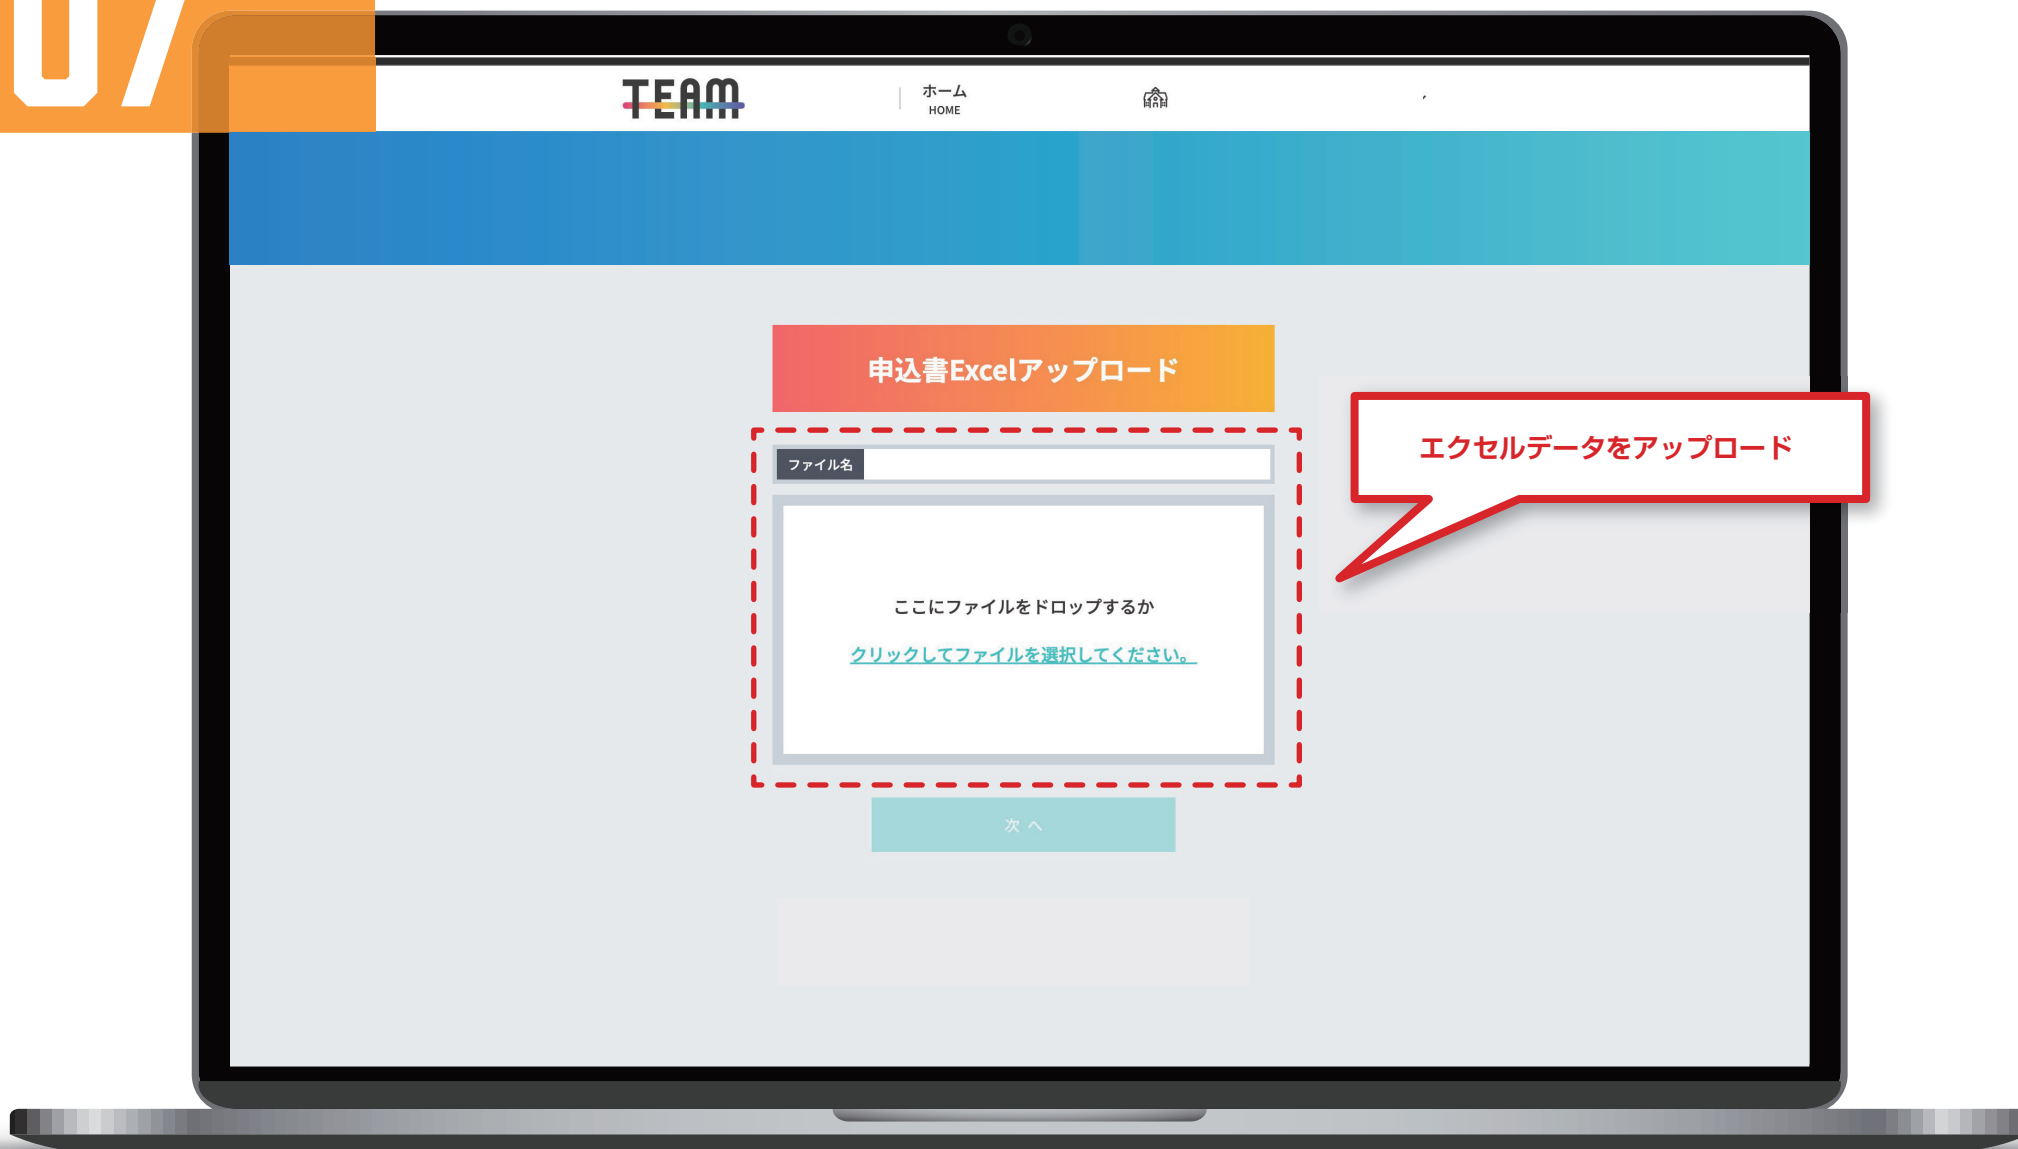 07
TEAM
ホーム
HOME
申込書Excelアップロード
ファイル名
エクセルデータをアップロード
ここにファイルをドロップするか
クリックしてファイルを選択してください。
次 へ